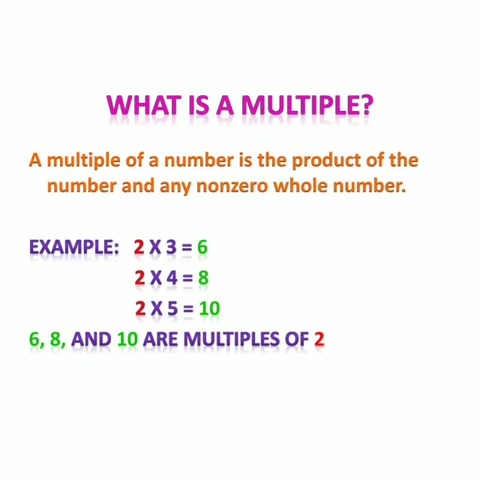 WHAT IS A MULTIPLE?
A multiple of a number is the product of the
number and any nonzero whole number.
EXAMPLE: 2 X 3 = 6
2 X 4 = 8
2 X 5 = 10
6, 8, AND 10 ARE MULTIPLES OF 2